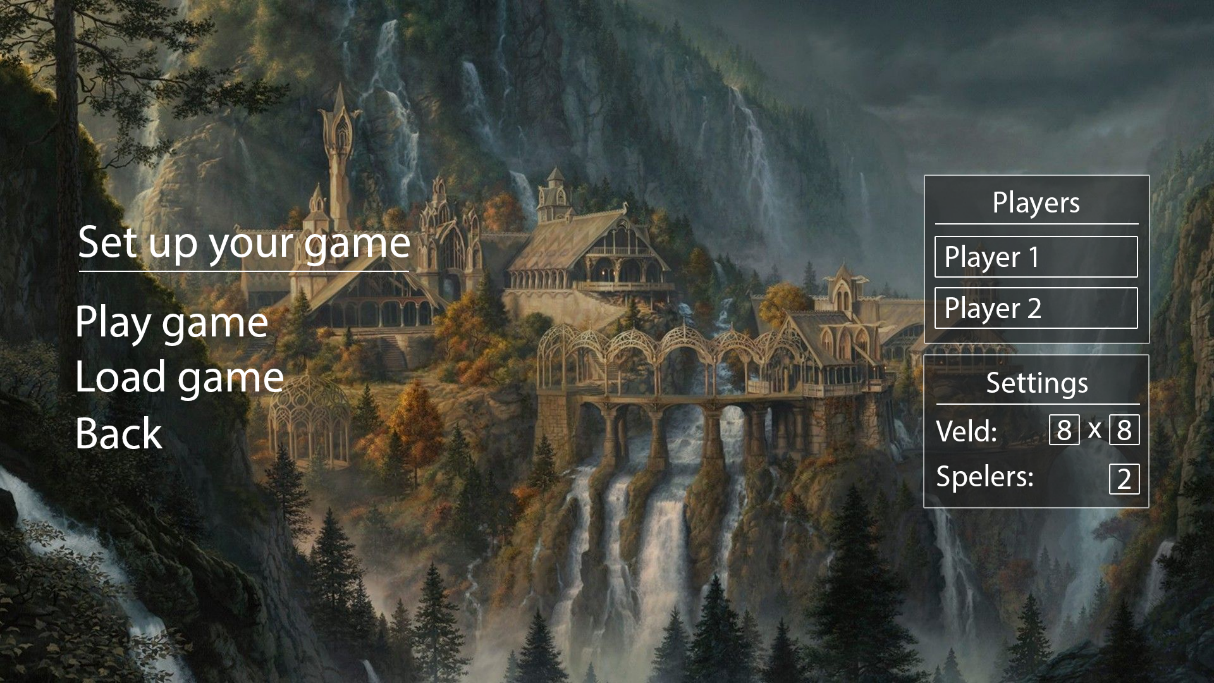 Set up your game
Play game
Load game
Back
Players
Player 1
Player 2
Settings
Veld: 8 x 8
Spelers: 2